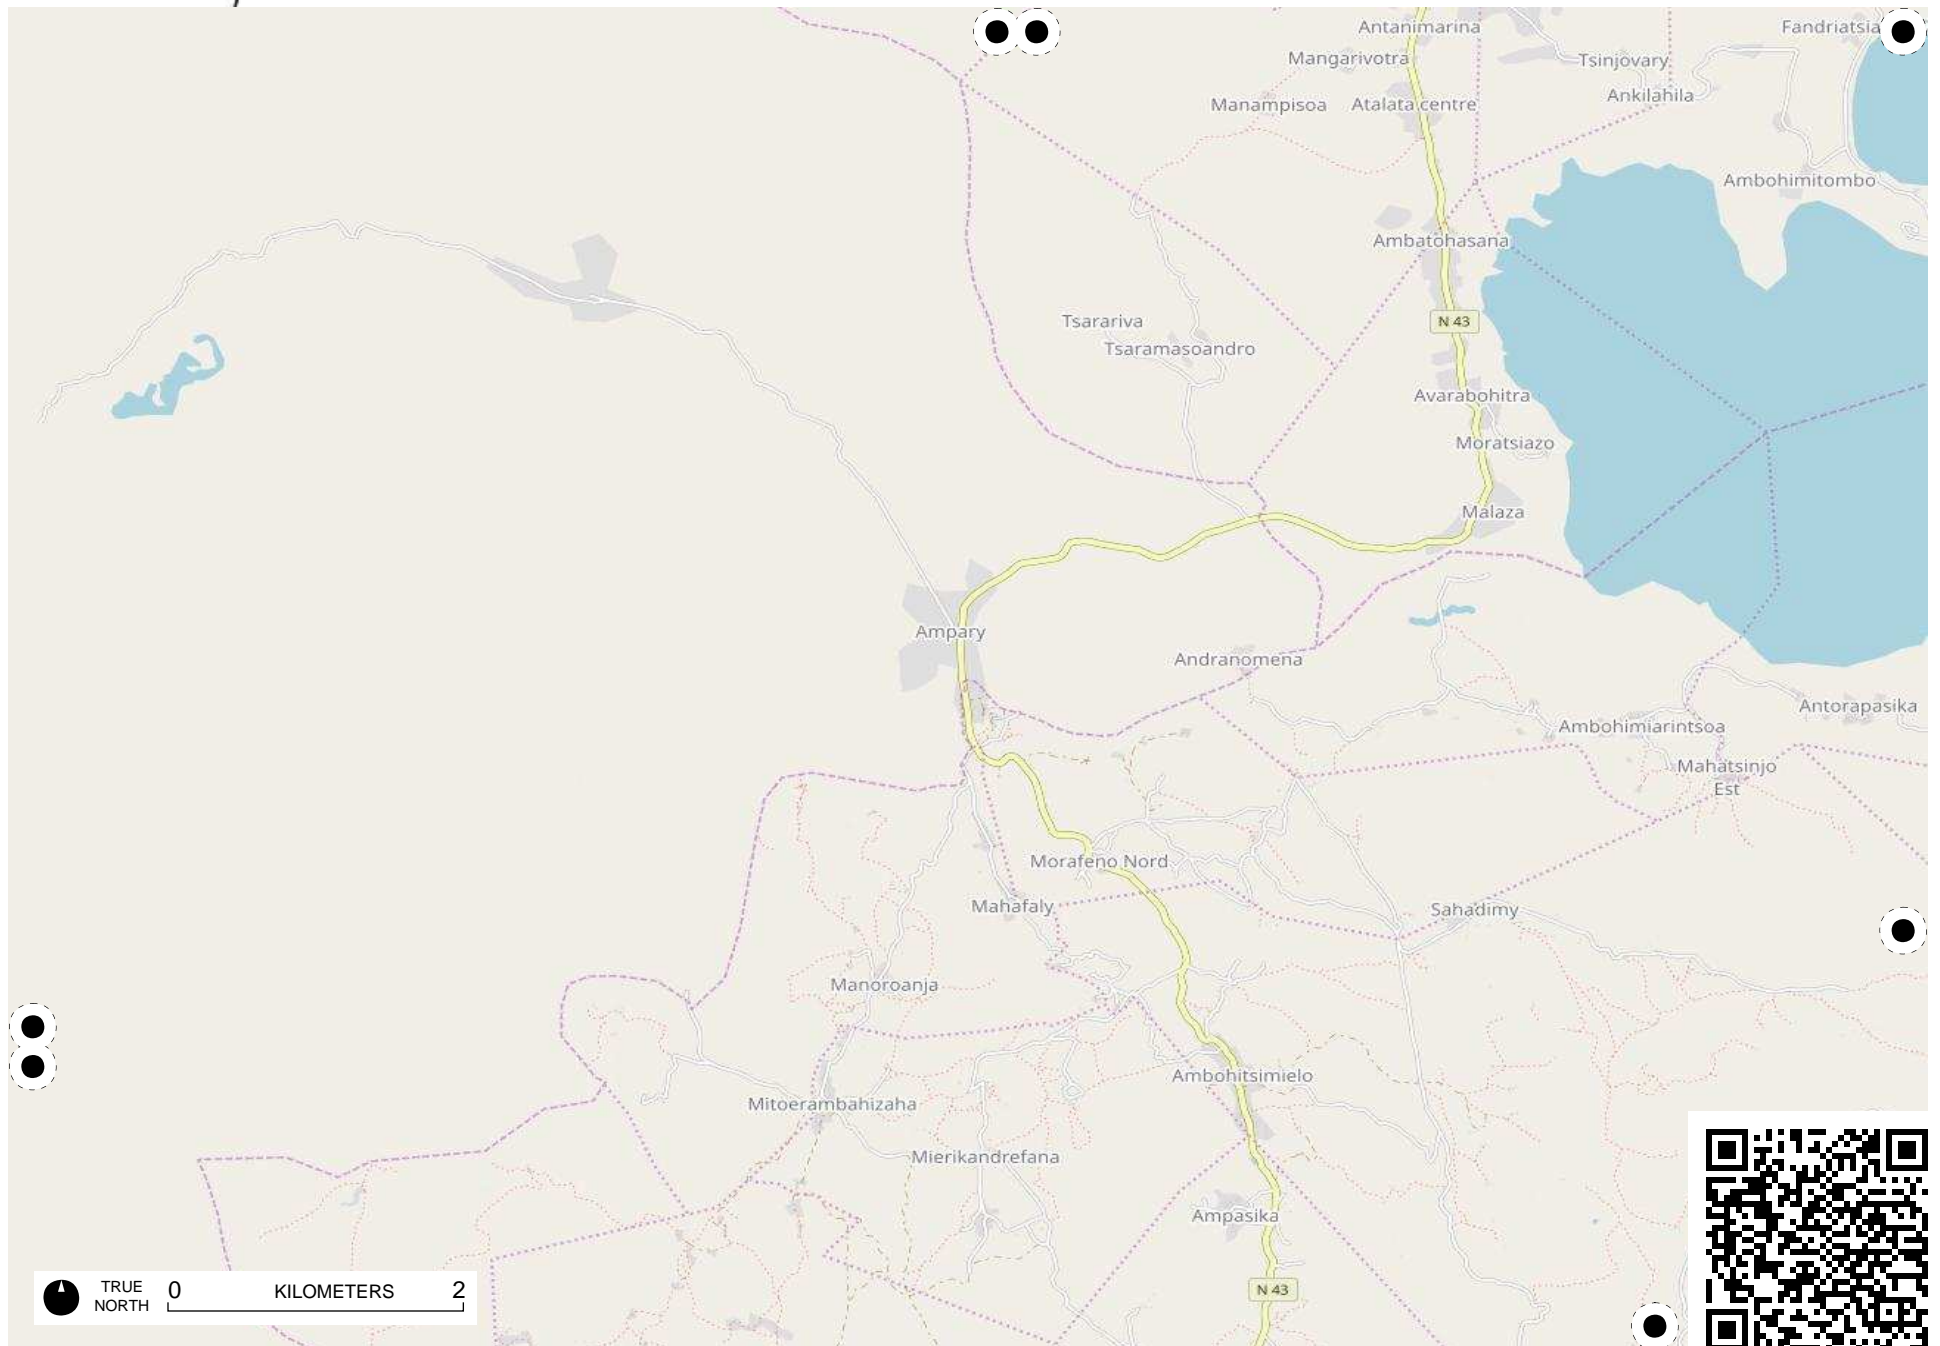 Antanimarina
Fandriatsia
Mangarivotra
Tsinjovary
Ankilahila
Manampisoa
Atalata centre
Ambohimitombo
Ambatohasana
Tsarariva
N 43
Tsaramasoandro
Avarabohitra
Moratsiazo
Malaza
Ampary
Andranomena
Antorapasika
Ambohimiarintsoa
Mahatsinjo
Est
Morafeno Nord
Mahafaly
Sahadimy
Manoroanja
Ambohitsimielo
Mitoerambahizaha
Mierikandrefana
Ampasika
TRUE
NORTH
0 KILOMETERS 2
N 43